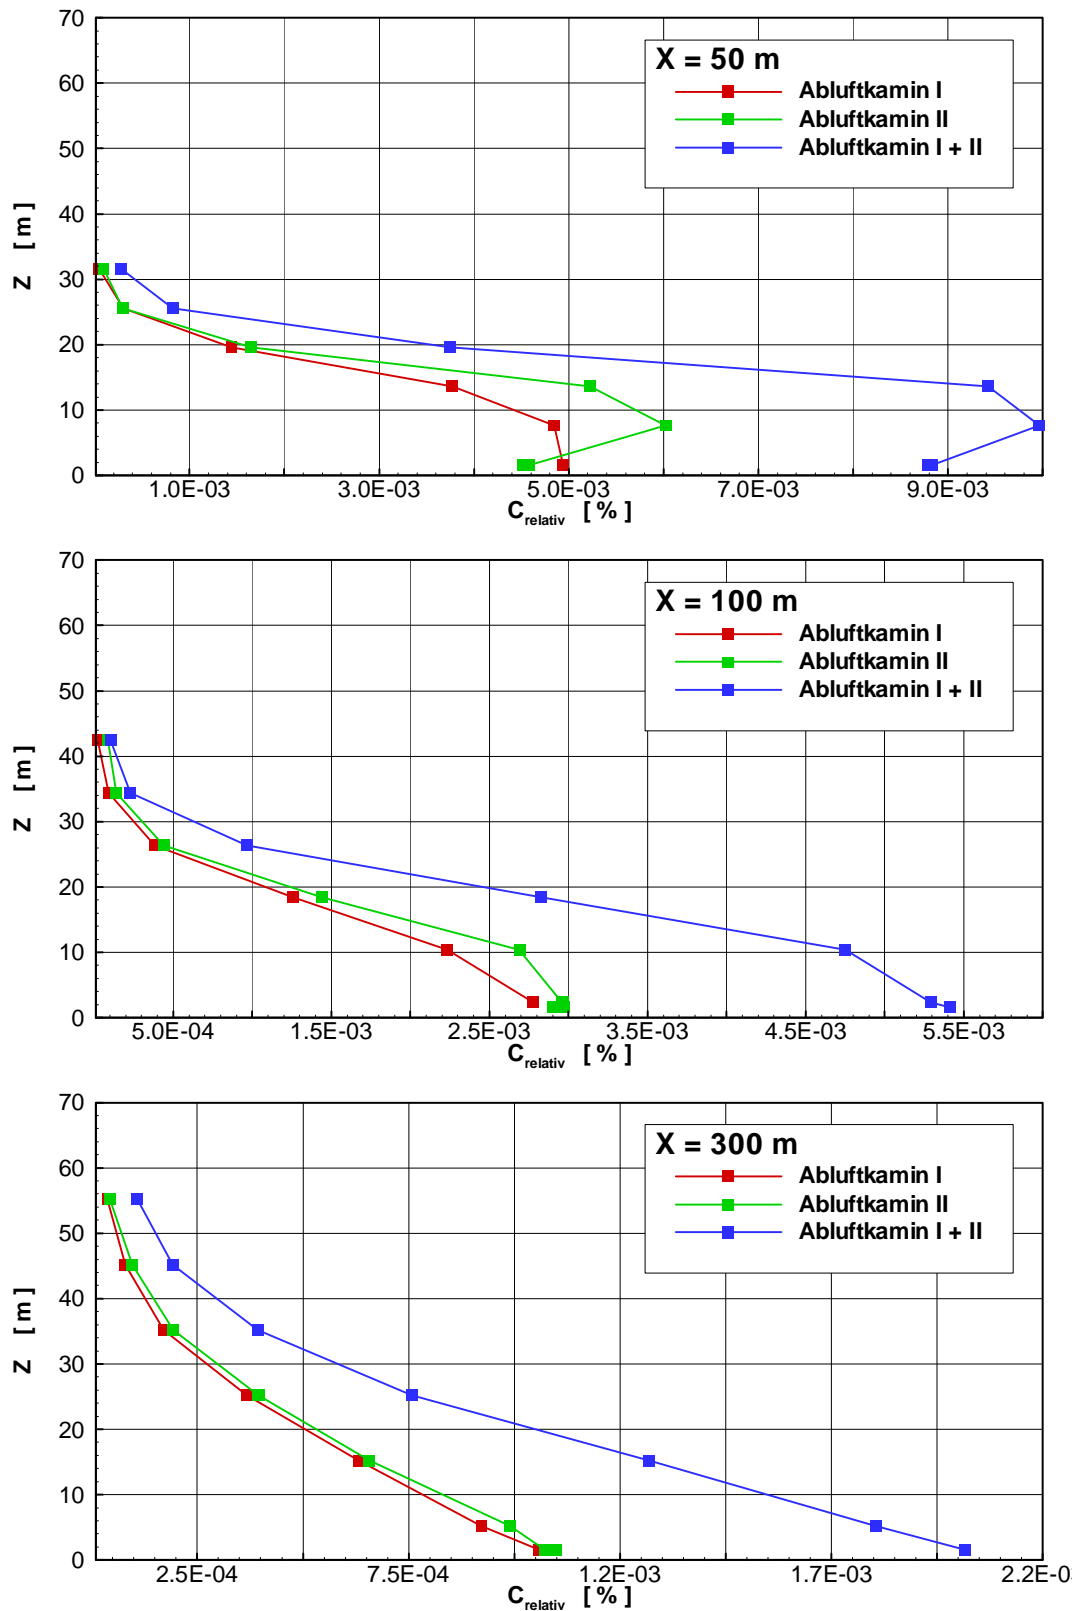 70
60
50
40
30
20
10
0
Z [ m ]
X = 50 m
Abluftkamin I
Abluftkamin II
Abluftkamin I + II
1.0E-03 3.0E-03 5.0E-03 7.0E-03 9.0E-03
Crelativ [ % ]
70
60
50
40
30
20
10
0
Z [ m ]
X = 100 m
Abluftkamin I
Abluftkamin II
Abluftkamin I + II
5.0E-04 1.5E-03 2.5E-03 3.5E-03 4.5E-03 5.5E-03
Crelativ [ % ]
70
60
50
40
30
20
10
0
Z [ m ]
X = 300 m
Abluftkamin I
Abluftkamin II
Abluftkamin I + II
2.5E-04 7.5E-04 1.2E-03 1.7E-03 2.2E-0
Crelativ [ % ]